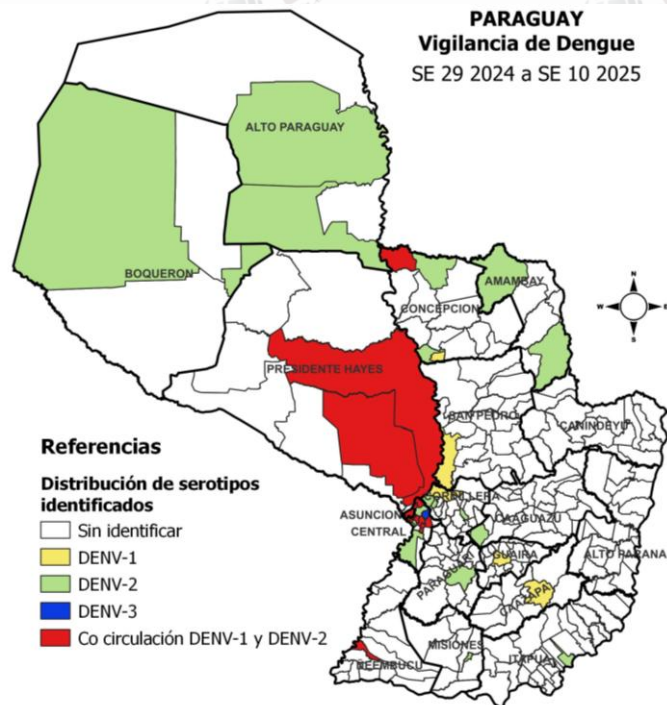 PARAGUAY
Vigilancia de Dengue
SE 29 2024 a SE 10 2025
ALTO PARAGUAY
BOQUERON
AMAMBAY
CONCEPCION
N
W
E
S
PRESIDENTE HAYES
SAN PEDRO
CANINDEYU
Referencias
Distribución de serotipos
identificados
Sin identificar
DENV-1
DENV-2
DENV-3
Co circulación DENV-1 y DENV-2
CORDILLERA
ASUNCION
CENTRAL
CAAGUAZU
ALTO PARANA
GUAIRA
PARAGUARI
CAAZAPA
MISIONES
ÑEEMBUCU
ITAPUA